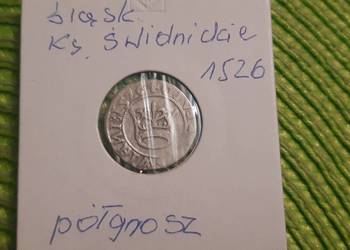 śląsk
Ks. Świdnickie
1526
półgrosz